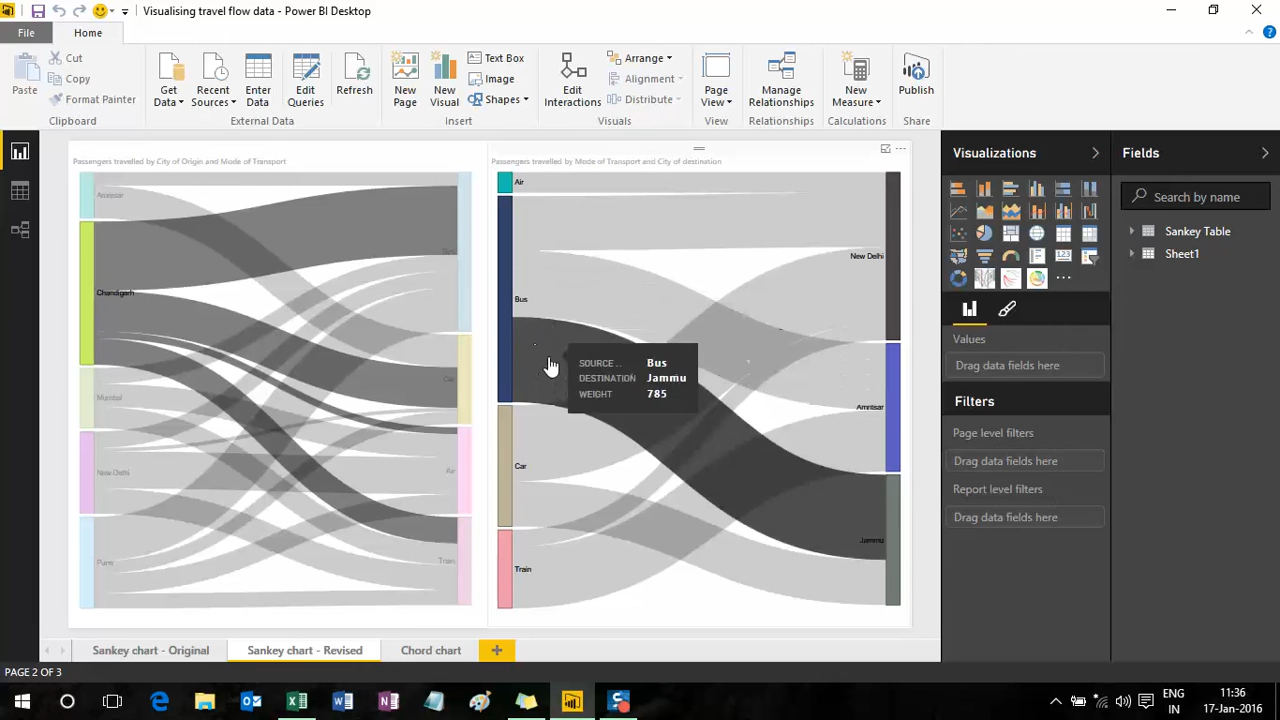 Visualising travel flow data - Power BI Desktop
File
Home
Paste
Cut
Copy
Format Painter
Clipboard
Get Data
Recent Sources
Enter Data
Edit Queries
Refresh
External Data
New Page
New Visual
Text Box
Image
Shapes
Insert
Edit Interactions
Arrange
Alignment
Distribute
Visuals
Page View
View
Manage Relationships
Relationships
New Measure
Calculations
Publish
Share
Passengers travelled by City of Origin and Mode of Transport
Amritsar
Chandigarh
Mumbai
New Delhi
Pune
Bus
Car
Air
Train
Passengers travelled by Mode of Transport and City of destination
Air
Bus
Car
Train
New Delhi
Amritsar
Jammu
SOURCE .. Bus
DESTINATION Jammu
WEIGHT 785
Visualizations
Values
Drag data fields here
Filters
Page level filters
Drag data fields here
Report level filters
Drag data fields here
Fields
Search by name
Sankey Table
Sheet1
Sankey chart - Original
Sankey chart - Revised
Chord chart
PAGE 2 OF 3
ENG
IN
11:36
17-Jan-2016